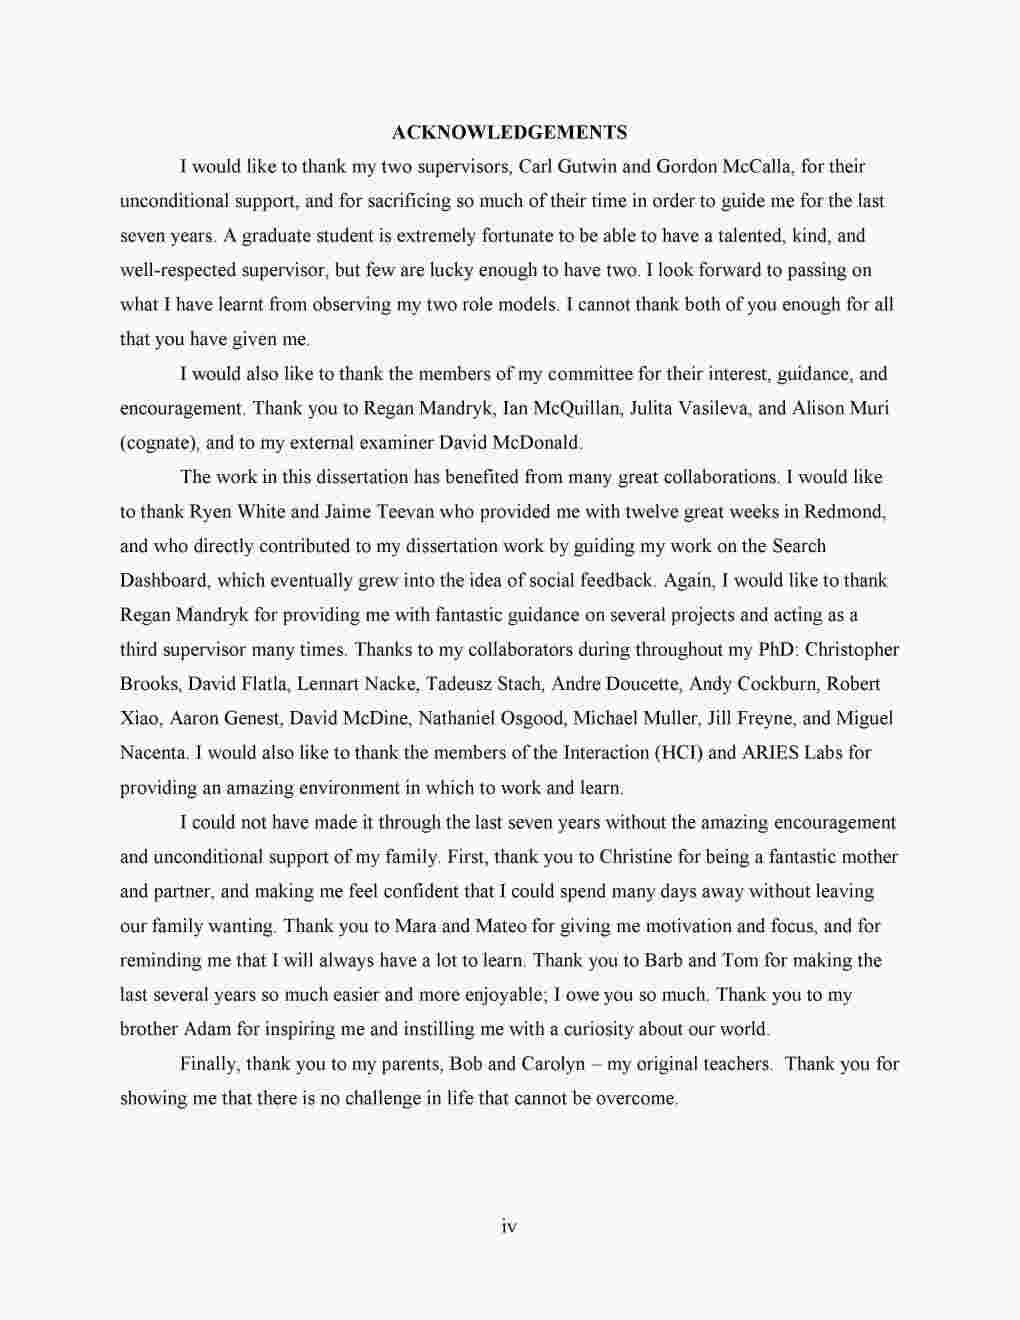 ACKNOWLEDGEMENTS
I would like to thank my two supervisors, Carl Gutwin and Gordon McCalla, for their
unconditional support, and for sacrificing so much of their time in order to guide me for the last
seven years. A graduate student is extremely fortunate to be able to have a talented, kind, and
well-respected supervisor, but few are lucky enough to have two. I look forward to passing on
what I have learnt from observing my two role models. I cannot thank both of you enough for all
that you have given me.
I would also like to thank the members of my committee for their interest, guidance, and
encouragement. Thank you to Regan Mandryk, Ian McQuillan, Julita Vasileva, and Alison Muri
(cognate), and to my external examiner David McDonald.
The work in this dissertation has benefited from many great collaborations. I would like
to thank Ryen White and Jaime Teevan who provided me with twelve great weeks in Redmond,
and who directly contributed to my dissertation work by guiding my work on the Search
Dashboard, which eventually grew into the idea of social feedback. Again, I would like to thank
Regan Mandryk for providing me with fantastic guidance on several projects and acting as a
third supervisor many times. Thanks to my collaborators during throughout my PhD: Christopher
Brooks, David Flatla, Lennart Nacke, Tadeusz Stach, Andre Doucette, Andy Cockburn, Robert
Xiao, Aaron Genest, David McDine, Nathaniel Osgood, Michael Muller, Jill Freyne, and Miguel
Nacenta. I would also like to thank the members of the Interaction (HCI) and ARIES Labs for
providing an amazing environment in which to work and learn.
I could not have made it through the last seven years without the amazing encouragement
and unconditional support of my family. First, thank you to Christine for being a fantastic mother
and partner, and making me feel confident that I could spend many days away without leaving
our family wanting. Thank you to Mara and Mateo for giving me motivation and focus, and for
reminding me that I will always have a lot to learn. Thank you to Barb and Tom for making the
last several years so much easier and more enjoyable; I owe you so much. Thank you to my
brother Adam for inspiring me and instilling me with a curiosity about our world.
Finally, thank you to my parents, Bob and Carolyn – my original teachers.  Thank you for
showing me that there is no challenge in life that cannot be overcome.
iv